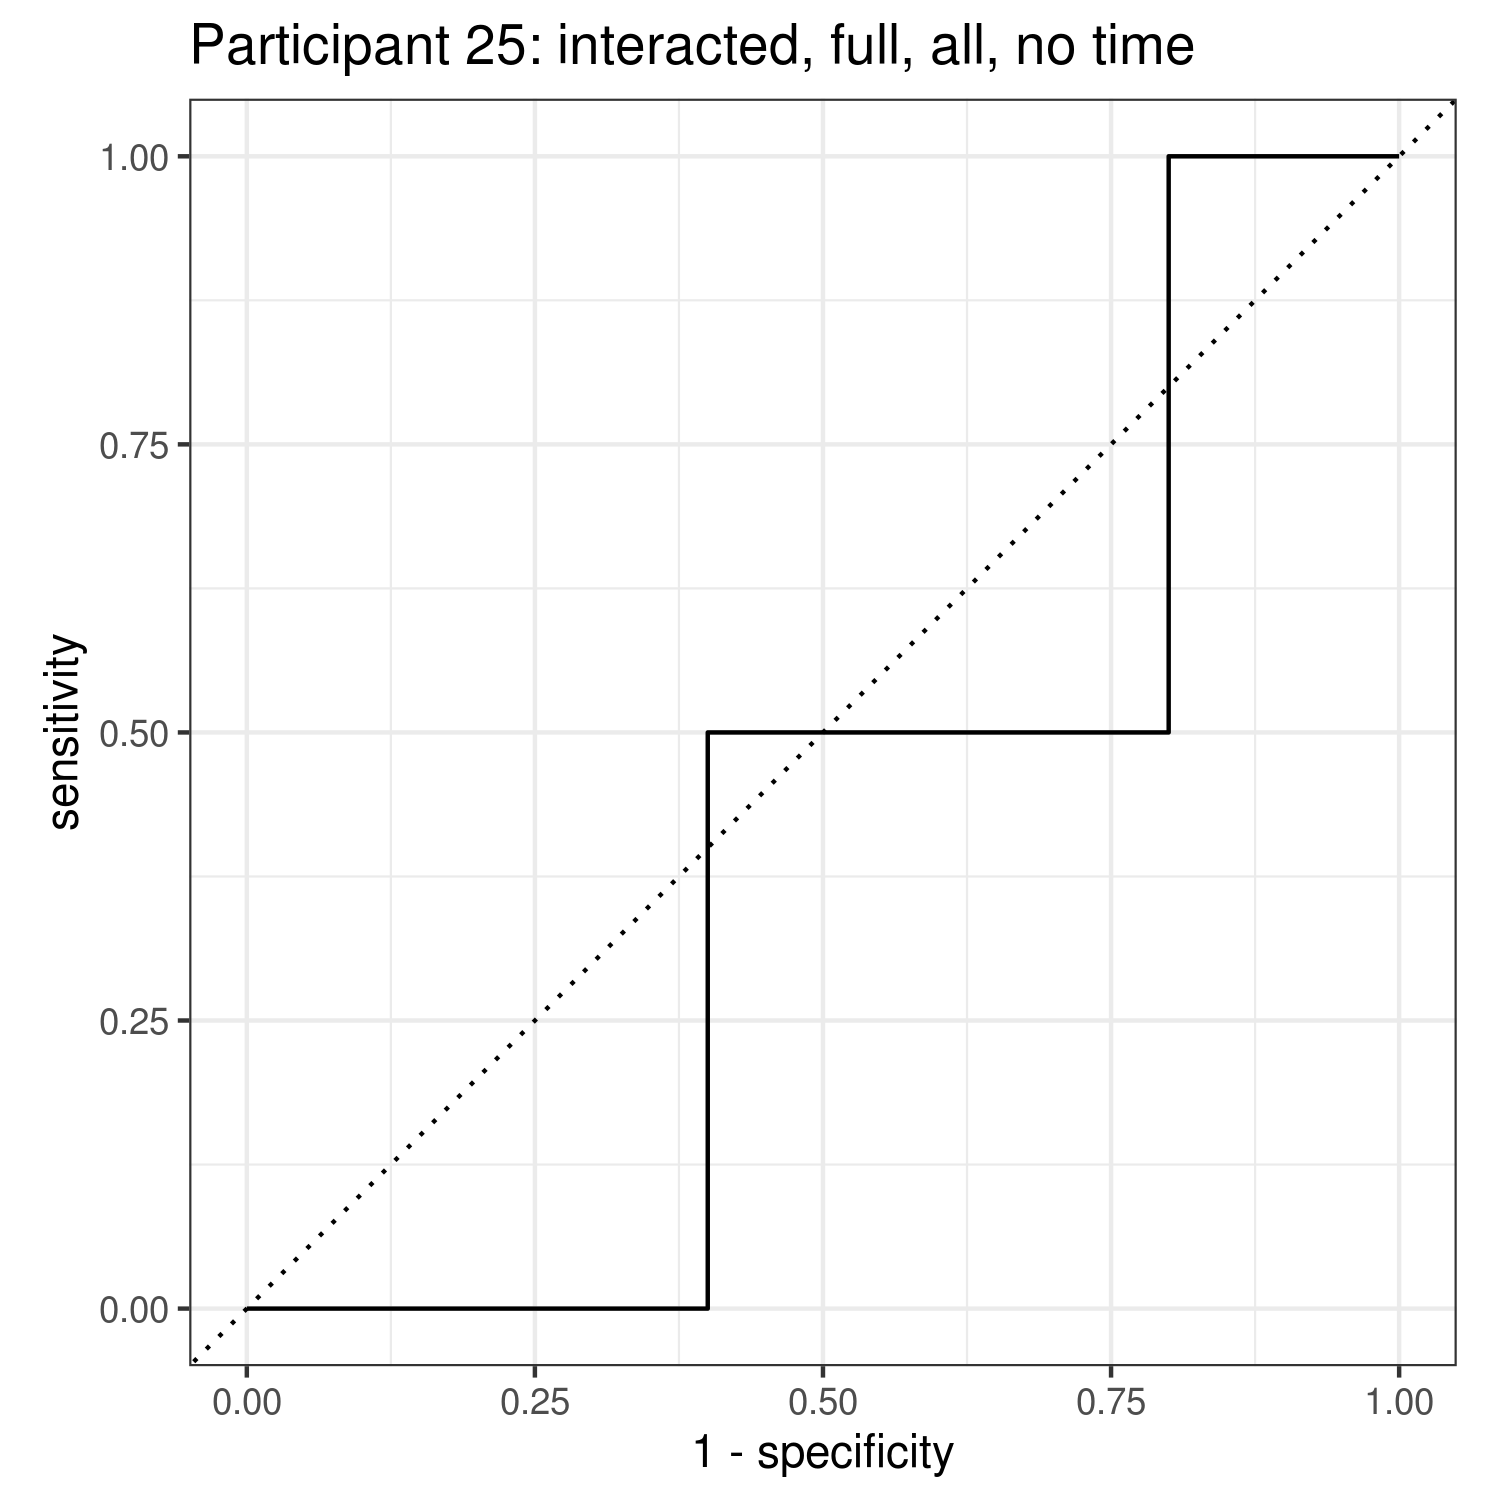 Participant 25: interacted, full, all, no time
1.00
0.75
0.50
0.25
0.00
sensitivity
0.00 0.25 0.50 0.75 1.00
1 - specificity